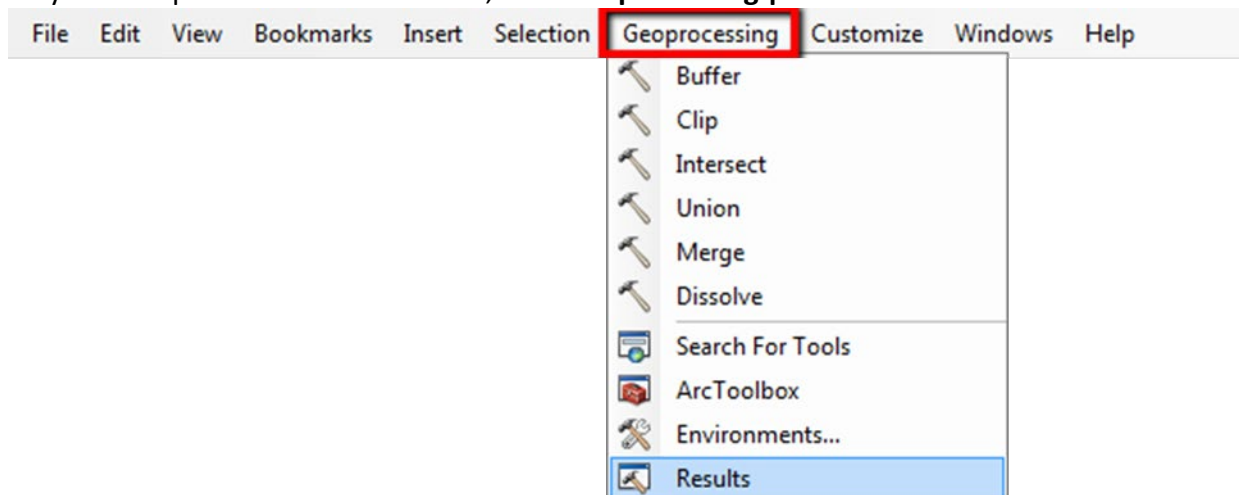 File Edit View Bookmarks Insert Selection Geoprocessing Customize Windows Help
Buffer
Clip
Intersect
Union
Merge
Dissolve
Search For Tools
ArcToolbox
Environments...
Results